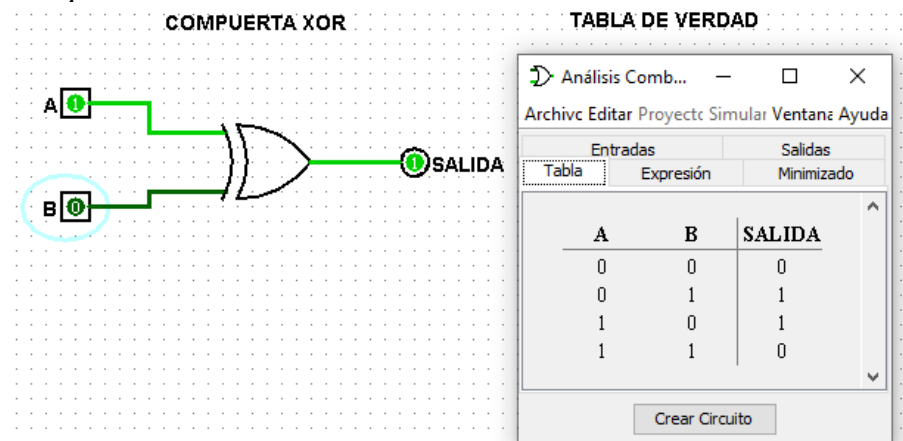 COMPUERTA XOR
TABLA DE VERDAD
A 1
B 0
1 SALIDA
Análisis Comb...
Archivc Editar Proyectc Simular Ventana Ayuda
Entradas Salidas
Tabla Expresión Minimizado
A B SALIDA
0 0 0
0 1 1
1 0 1
1 1 0
Crear Circuito